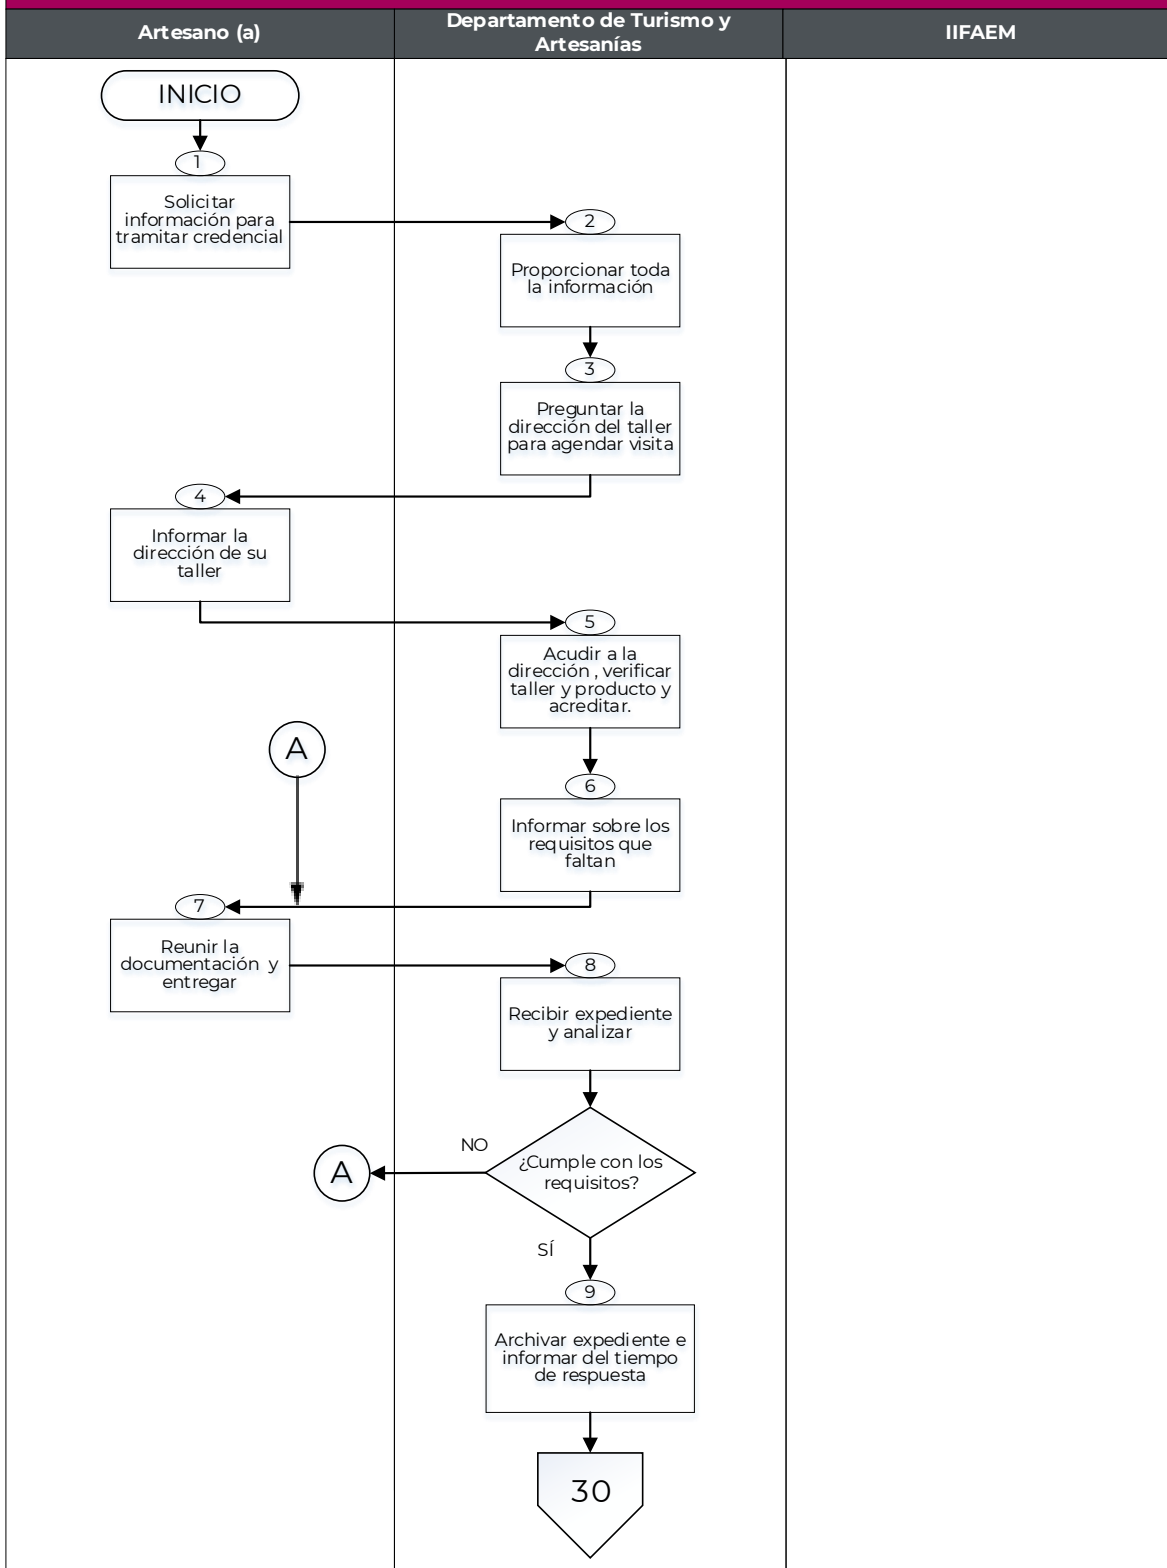 Artesano (a)
Departamento de Turismo y
Artesanías
IIFAEM
INICIO
1
Solicitar
información para
tramitar credencial
2
Proporcionar toda
la información
3
Preguntar la
dirección del taller
para agendar visita
4
Informar la
dirección de su
taller
5
Acudir a la
dirección , verificar
taller y producto y
acreditar.
A
6
Informar sobre los
requisitos que
faltan
7
Reunir la
documentación y
entregar
8
Recibir expediente
y analizar
NO
¿Cumple con los
requisitos?
A
SÍ
9
Archivar expediente e
informar del tiempo
de respuesta
30